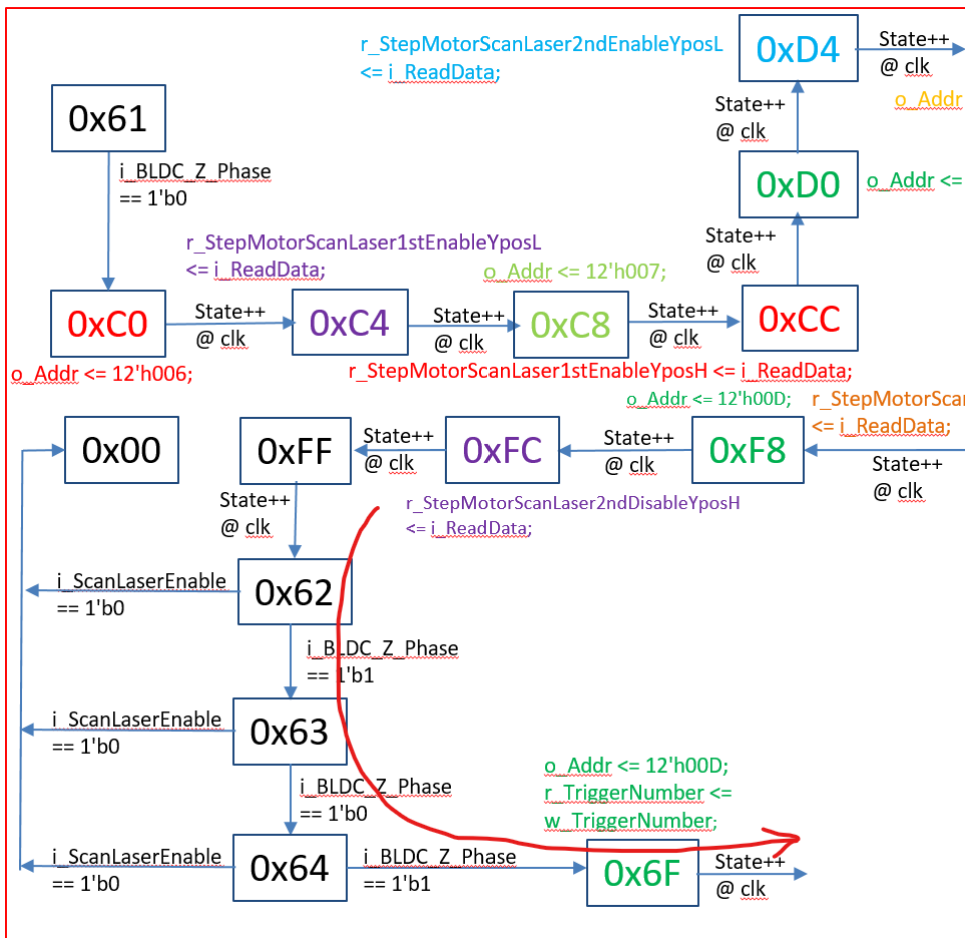 r_StepMotorScanLaser2ndEnableYposL
<= i_ReadData;
0xD4
State++
@ clk
o_Addr
0x61
State++
@ clk
i_BLDC_Z_Phase
== 1'b0
0xD0
o_Addr <=
r_StepMotorScanLaser1stEnableYposL
<= i_ReadData;
State++
@ clk
o_Addr <= 12'h007;
0xC0
State++
@ clk
0xC4
State++
@ clk
0xC8
State++
@ clk
0xCC
o_Addr <= 12'h006;
r_StepMotorScanLaser1stEnableYposH <= i_ReadData;
o_Addr <= 12'h00D;
r_StepMotorScan
<= i_ReadData;
0x00
0xFF
State++
@ clk
0xFC
State++
@ clk
0xF8
State++
@ clk
State++
@ clk
r_StepMotorScanLaser2ndDisableYposH
<= i_ReadData;
i_ScanLaserEnable
== 1'b0
0x62
i_BLDC_Z_Phase
== 1'b1
i_ScanLaserEnable
== 1'b0
0x63
i_BLDC_Z_Phase
== 1'b0
o_Addr <= 12'h00D;
r_TriggerNumber <=
w_TriggerNumber;
i_ScanLaserEnable
== 1'b0
0x64
i_BLDC_Z_Phase
== 1'b1
0x6F
State++
@ clk